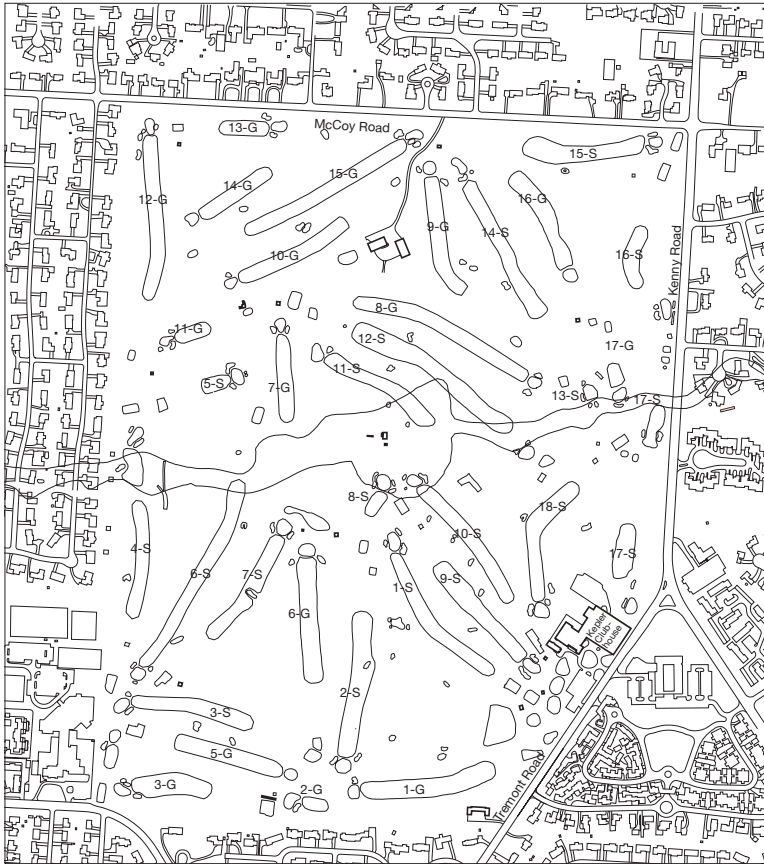 13-G
McCoy Road
15-S
15-G
14-G
16-G
12-G
9-G
14-S
10-G
16-S
Kenny Road
8-G
11-G
12-S
17-G
11-S
5-S
7-G
13-S
17-S
8-S
18-S
4-S
10-S
17-S
6-S
7-S
9-S
1-S
6-G
Kepler
Club-
house
2-S
3-S
5-G
3-G
2-G
1-G
Tremont Road